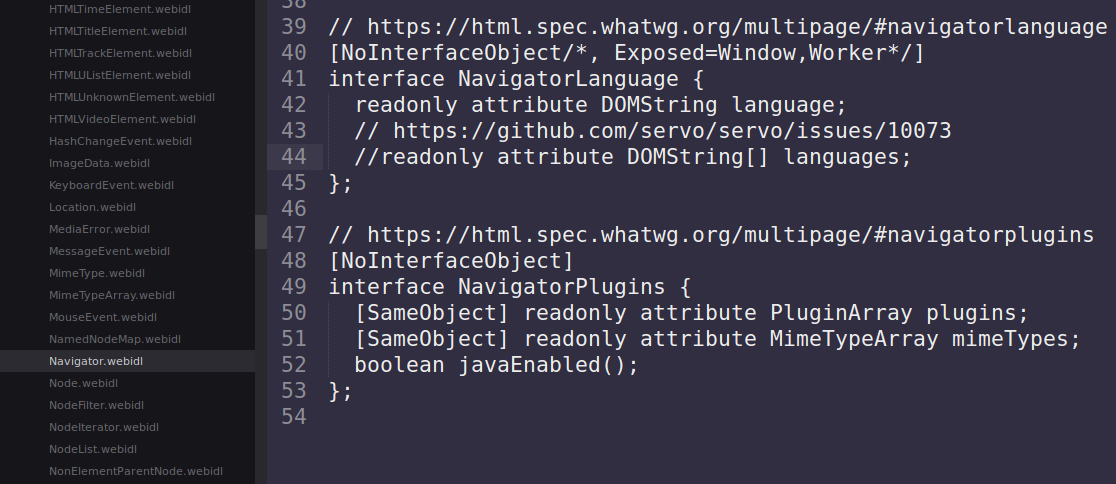 HTMLTimeElement.webidl
HTMLTitleElement.webidl
HTMLTrackElement.webidl
HTMLUListElement.webidl
HTMLUnknownElement.webidl
HTMLVideoElement.webidl
HashChangeEvent.webidl
ImageData.webidl
KeyboardEvent.webidl
Location.webidl
MediaError.webidl
MessageEvent.webidl
MimeType.webidl
MimeTypeArray.webidl
MouseEvent.webidl
NamedNodeMap.webidl
Navigator.webidl
Node.webidl
NodeFilter.webidl
NodeIterator.webidl
NodeList.webidl
NonElementParentNode.webidl
38
39 // https://html.spec.whatwg.org/multipage/#navigatorlanguage
40 [NoInterfaceObject/*, Exposed=Window,Worker*/]
41 interface NavigatorLanguage {
42   readonly attribute DOMString language;
43   // https://github.com/servo/servo/issues/10073
44   //readonly attribute DOMString[] languages;
45 };
46
47 // https://html.spec.whatwg.org/multipage/#navigatorplugins
48 [NoInterfaceObject]
49 interface NavigatorPlugins {
50   [SameObject] readonly attribute PluginArray plugins;
51   [SameObject] readonly attribute MimeTypeArray mimeTypes;
52   boolean javaEnabled();
53 };
54